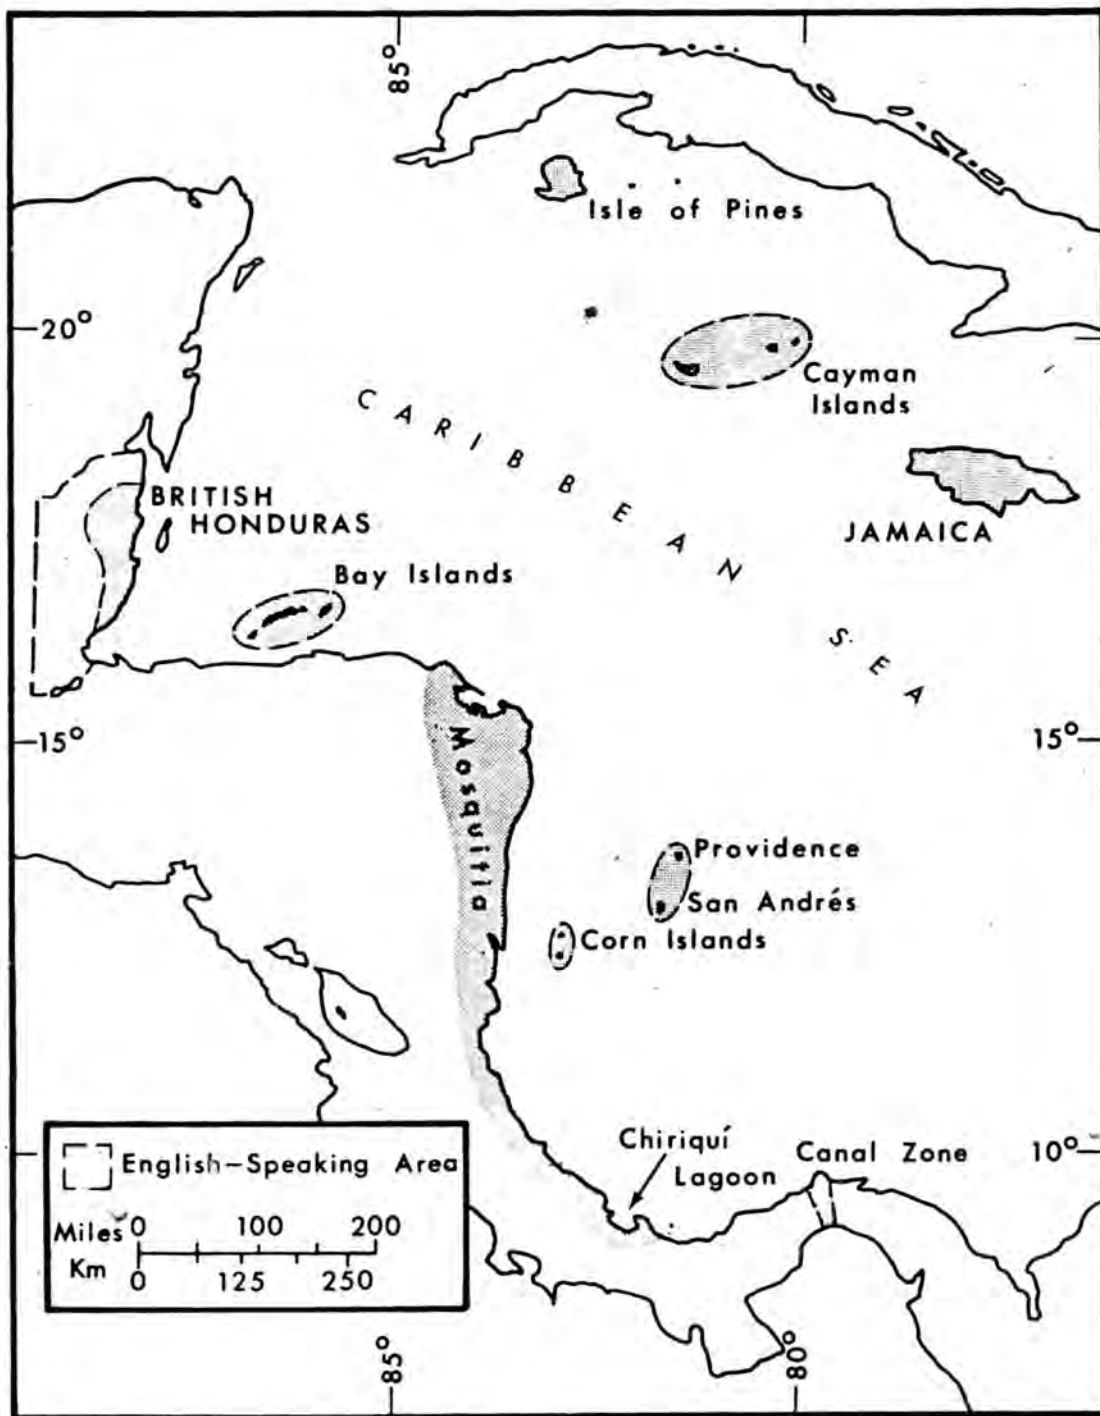 85°
Isle of Pines
20°
Cayman
Islands
CARIBBEAN SEA
BRITISH
HONDURAS
JAMAICA
Bay Islands
15°
15°
Mosquitia
Providence
San Andrés
Corn Islands
Chiriquí
Lagoon
Canal Zone
10°
English-Speaking Area
Miles 0 100 200
Km 0 125 250
85°
80°